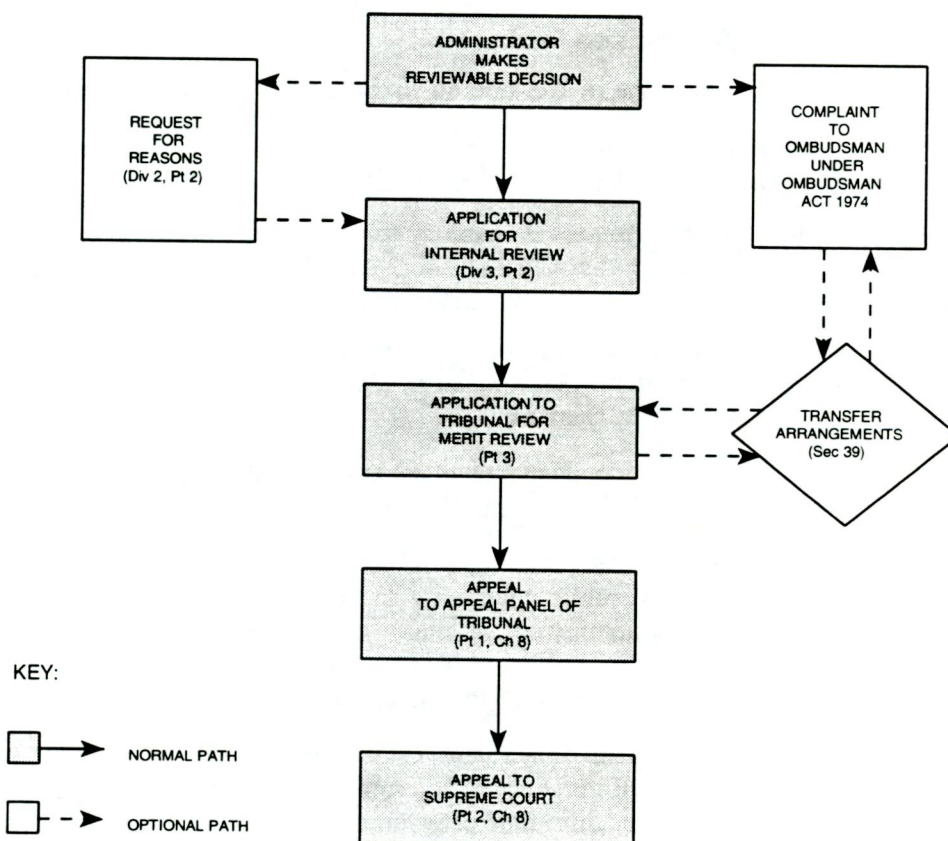 ADMINISTRATOR
MAKES
REVIEWABLE DECISION
REQUEST
FOR
REASONS
(Div 2, Pt 2)
COMPLAINT
TO
OMBUDSMAN
UNDER
OMBUDSMAN
ACT 1974
APPLICATION
FOR
INTERNAL REVIEW
(Div 3, Pt 2)
APPLICATION TO
TRIBUNAL FOR
MERIT REVIEW
(Pt 3)
TRANSFER
ARRANGEMENTS
(Sec 39)
APPEAL
TO APPEAL PANEL OF
TRIBUNAL
(Pt 1, Ch 8)
APPEAL TO
SUPREME COURT
(Pt 2, Ch 8)
KEY:
NORMAL PATH
OPTIONAL PATH